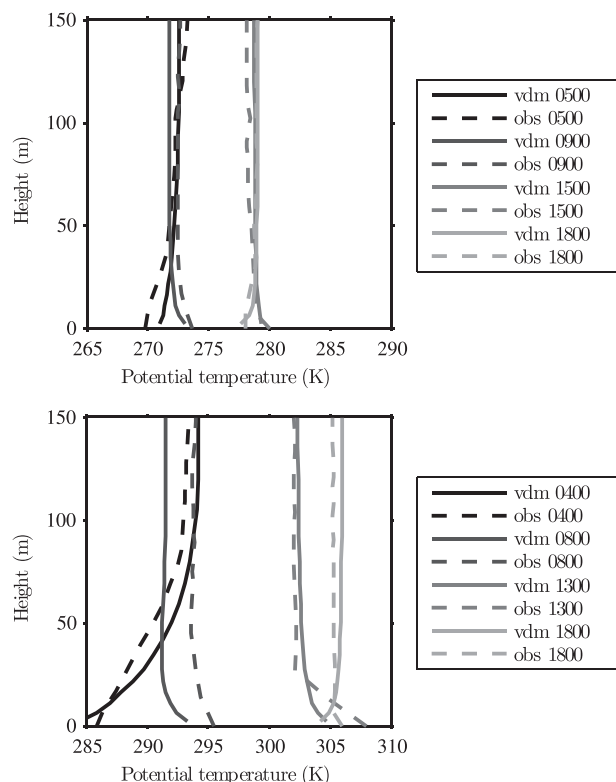 150
100
50
0
Height (m)
265 270 275 280 285 290
Potential temperature (K)
vdm 0500
obs 0500
vdm 0900
obs 0900
vdm 1500
obs 1500
vdm 1800
obs 1800
150
100
50
0
Height (m)
285 290 295 300 305 310
Potential temperature (K)
vdm 0400
obs 0400
vdm 0800
obs 0800
vdm 1300
obs 1300
vdm 1800
obs 1800